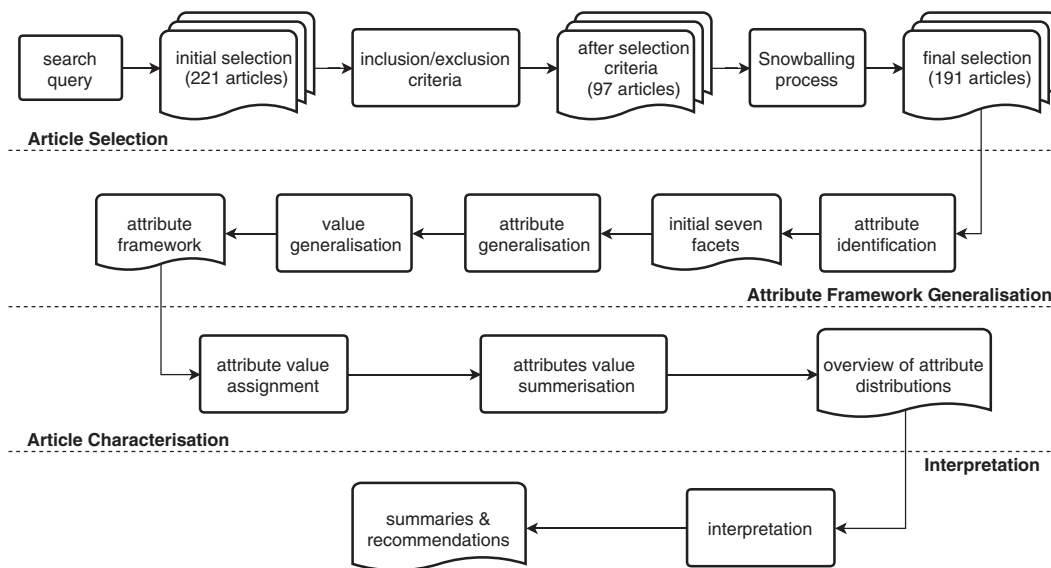 search
query
initial selection
(221 articles)
inclusion/exclusion
criteria
after selection
criteria
(97 articles)
Snowballing
process
final selection
(191 articles)
Article Selection
attribute
framework
value
generalisation
attribute
generalisation
initial seven
facets
attribute
identification
Attribute Framework Generalisation
attribute value
assignment
attributes value
summerisation
overview of attribute
distributions
Article Characterisation
Interpretation
summaries &
recommendations
interpretation